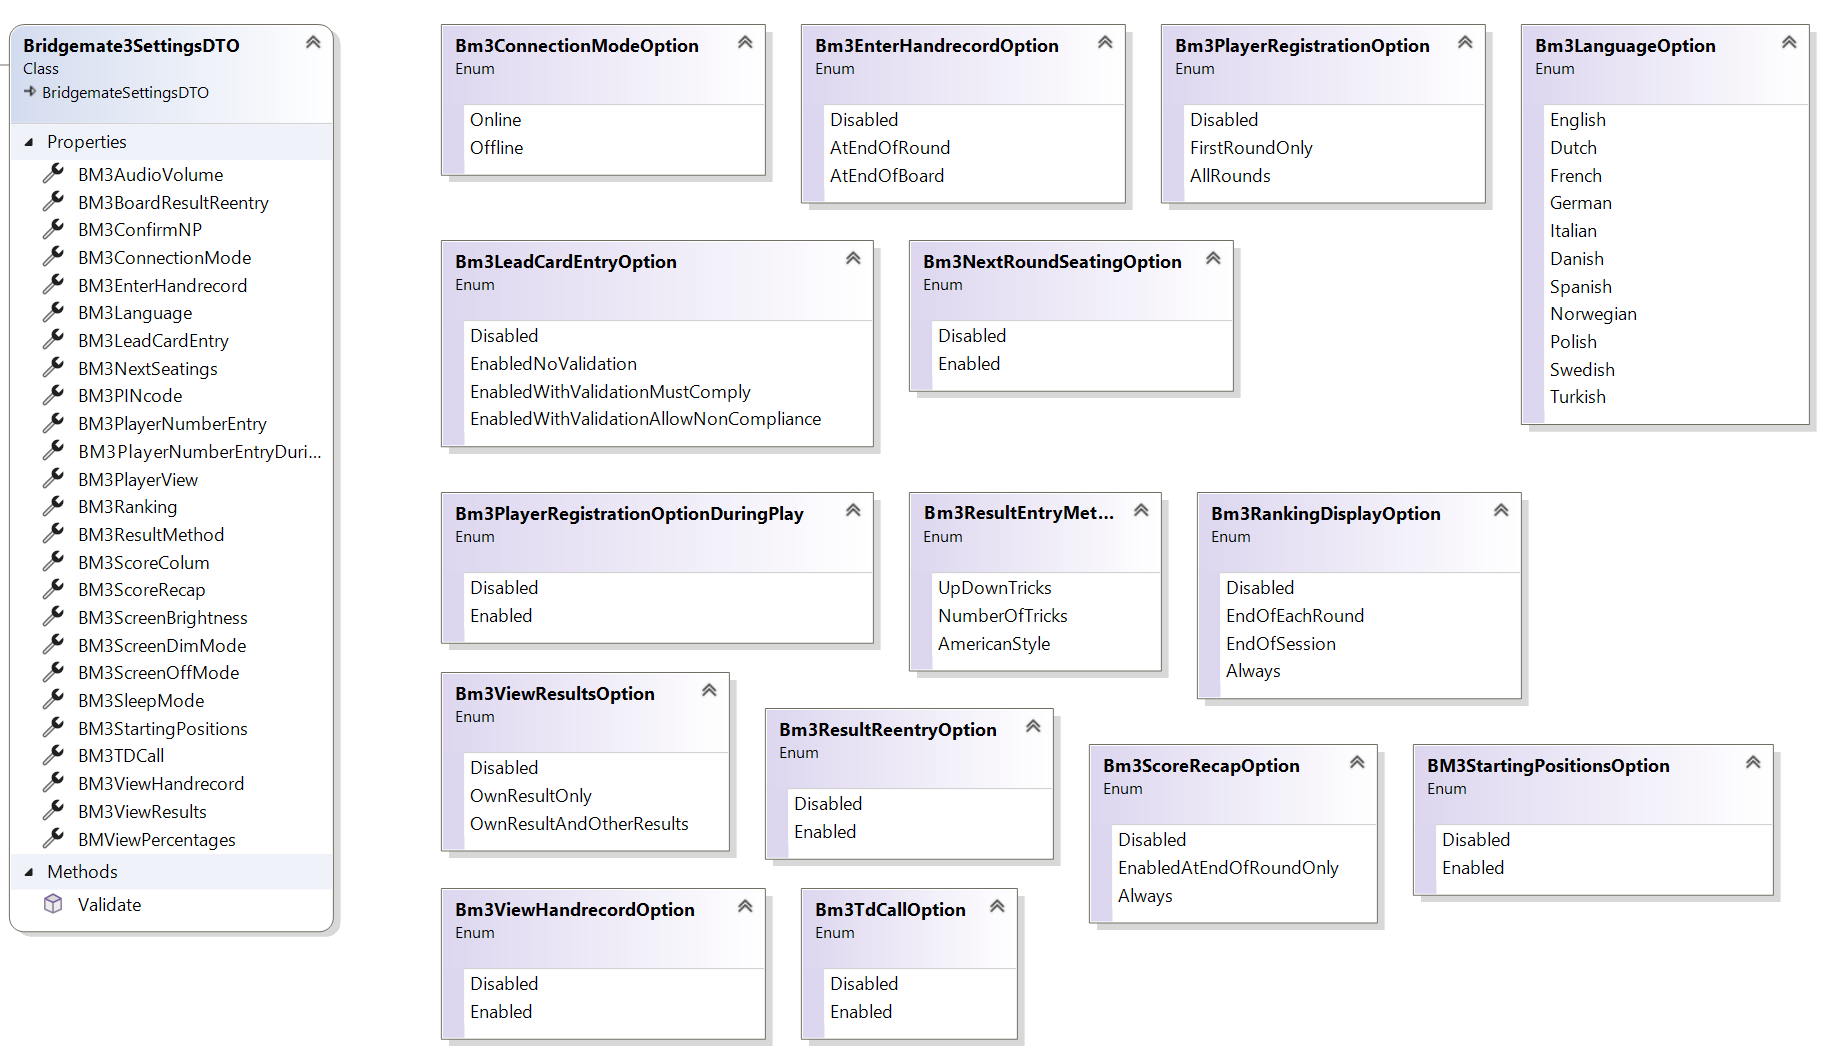 Bridgemate3SettingsDTO
Class
BridgemateSettingsDTO
Properties
BM3AudioVolume
BM3BoardResultReentry
BM3ConfirmNP
BM3ConnectionMode
BM3EnterHandrecord
BM3Language
BM3LeadCardEntry
BM3NextSeatings
BM3PINcode
BM3PlayerNumberEntry
BM3PlayerNumberEntryDuri...
BM3PlayerView
BM3Ranking
BM3ResultMethod
BM3ScoreColum
BM3ScoreRecap
BM3ScreenBrightness
BM3ScreenDimMode
BM3ScreenOffMode
BM3SleepMode
BM3StartingPositions
BM3TDCall
BM3ViewHandrecord
BM3ViewResults
BMViewPercentages
Methods
Validate
Bm3ConnectionModeOption
Enum
Online
Offline
Bm3EnterHandrecordOption
Enum
Disabled
AtEndOfRound
AtEndOfBoard
Bm3PlayerRegistrationOption
Enum
Disabled
FirstRoundOnly
AllRounds
Bm3LanguageOption
Enum
English
Dutch
French
German
Italian
Danish
Spanish
Norwegian
Polish
Swedish
Turkish
Bm3LeadCardEntryOption
Enum
Disabled
EnabledNoValidation
EnabledWithValidationMustComply
EnabledWithValidationAllowNonCompliance
Bm3NextRoundSeatingOption
Enum
Disabled
Enabled
Bm3PlayerRegistrationOptionDuringPlay
Enum
Disabled
Enabled
Bm3ResultEntryMet...
Enum
UpDownTricks
NumberOfTricks
AmericanStyle
Bm3RankingDisplayOption
Enum
Disabled
EndOfEachRound
EndOfSession
Always
Bm3ViewResultsOption
Enum
Disabled
OwnResultOnly
OwnResultAndOtherResults
Bm3ResultReentryOption
Enum
Disabled
Enabled
Bm3ScoreRecapOption
Enum
Disabled
EnabledAtEndOfRoundOnly
Always
BM3StartingPositionsOption
Enum
Disabled
Enabled
Bm3ViewHandrecordOption
Enum
Disabled
Enabled
Bm3TdCallOption
Enum
Disabled
Enabled